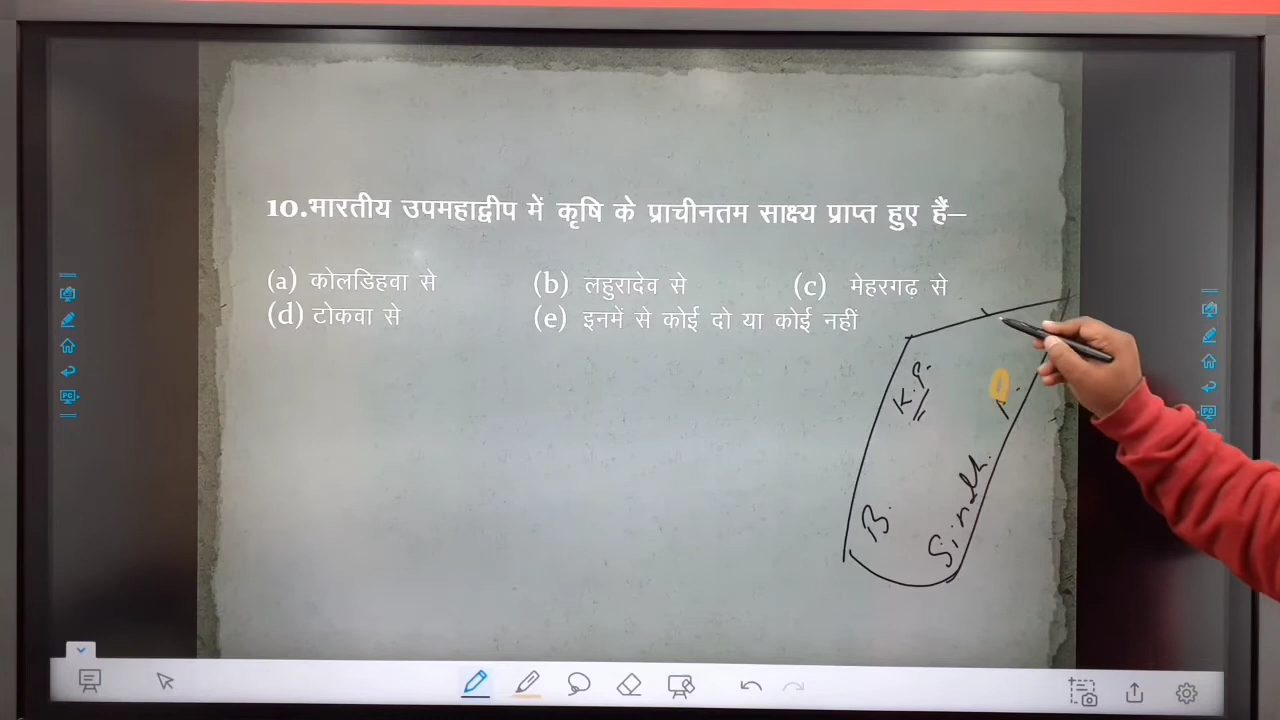 10.भारतीय उपमहाद्वीप में कृषि के प्राचीनतम साक्ष्य प्राप्त हुए हैं–
(a) कोलडिहवा से (b) लहुरादेव से (c) मेहरगढ़ से
(d) टोकवा से (e) इनमें से कोई दो या कोई नहीं
K.P.
P.
B.
Sindh.